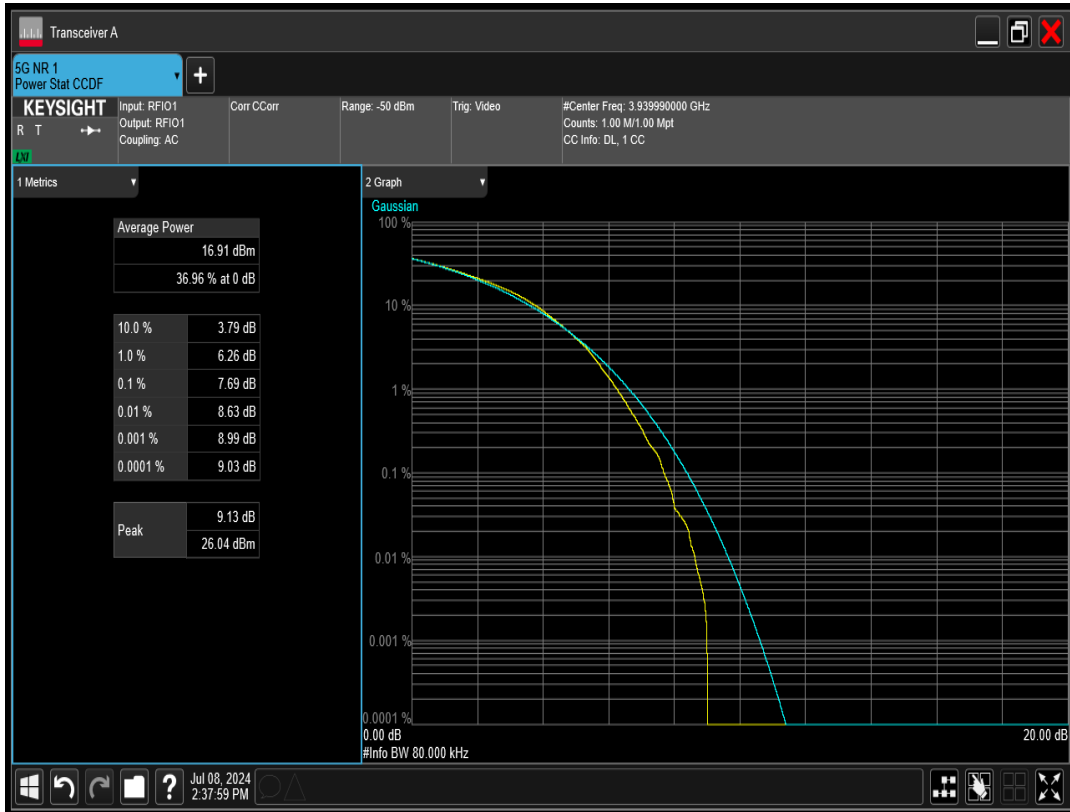 Transceiver A
5G NR 1
Power Stat CCDF
KEYSIGHT
R T
LXI
Input: RFIO1
Output: RFIO1
Coupling: AC
Corr CCorr
Range: -50 dBm
Trig: Video
#Center Freq: 3.939990000 GHz
Counts: 1.00 M/1.00 Mpt
CC Info: DL, 1 CC
1 Metrics
Average Power
16.91 dBm
36.96 % at 0 dB
10.0 % 3.79 dB
1.0 % 6.26 dB
0.1 % 7.69 dB
0.01 % 8.63 dB
0.001 % 8.99 dB
0.0001 % 9.03 dB
Peak
9.13 dB
26.04 dBm
2 Graph
Gaussian
100 %
10 %
1 %
0.1 %
0.01 %
0.001 %
0.0001 %
0.00 dB 20.00 dB
#Info BW 80.000 kHz
?
Jul 08, 2024
2:37:59 PM